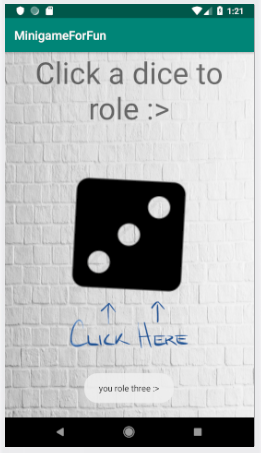 1:21
MinigameForFun
Click a dice to
role :>
CLICK HERE
you role three :>